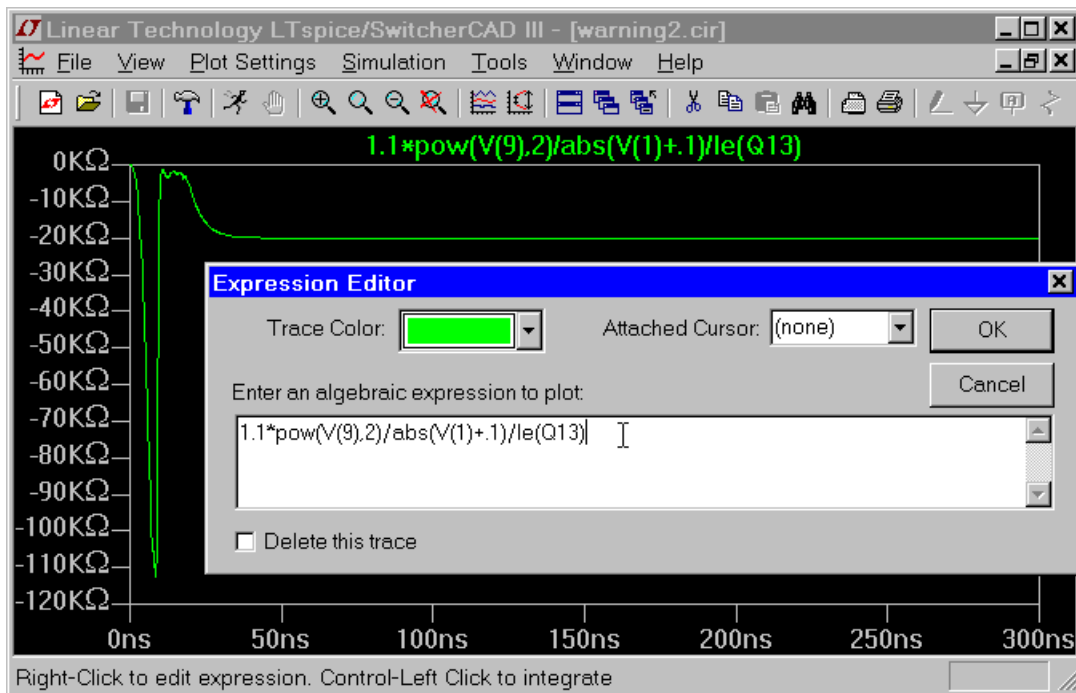 Linear Technology LTspice/SwitcherCAD III - [warning2.cir]
File View Plot Settings Simulation Tools Window Help
1.1*pow(V(9),2)/abs(V(1)+.1)/Ie(Q13)
0KΩ
-10KΩ
-20KΩ
-30KΩ
-40KΩ
-50KΩ
-60KΩ
-70KΩ
-80KΩ
-90KΩ
-100KΩ
-110KΩ
-120KΩ
0ns 50ns 100ns 150ns 200ns 250ns 300ns
Expression Editor
Trace Color: Attached Cursor: (none) OK
Cancel
Enter an algebraic expression to plot:
1.1*pow(V(9),2)/abs(V(1)+.1)/Ie(Q13)
Delete this trace
Right-Click to edit expression. Control-Left Click to integrate